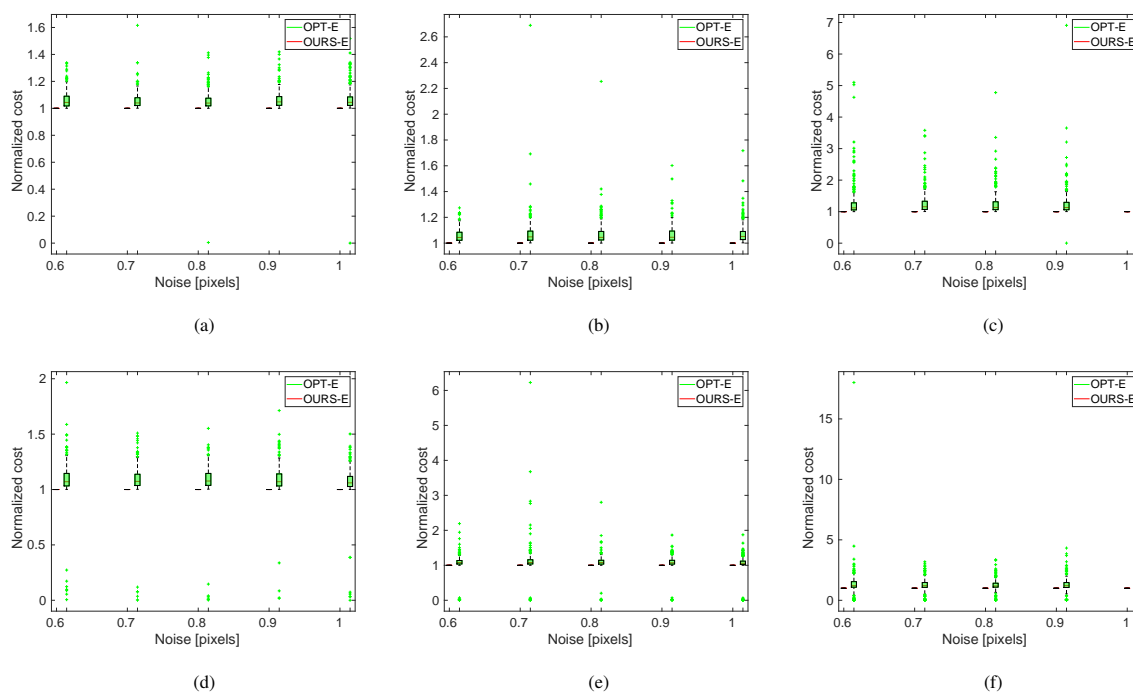 OPT-E
OURS-E
Normalized cost
1.6
1.4
1.2
1
0.8
0.6
0.4
0.2
0
0.6 0.7 0.8 0.9 1
Noise [pixels]
(a)
OPT-E
OURS-E
Normalized cost
2.6
2.4
2.2
2
1.8
1.6
1.4
1.2
1
0.6 0.7 0.8 0.9 1
Noise [pixels]
(b)
OPT-E
OURS-E
Normalized cost
7
6
5
4
3
2
1
0
0.6 0.7 0.8 0.9 1
Noise [pixels]
(c)
OPT-E
OURS-E
Normalized cost
2
1.5
1
0.5
0
0.6 0.7 0.8 0.9 1
Noise [pixels]
(d)
OPT-E
OURS-E
Normalized cost
6
5
4
3
2
1
0
0.6 0.7 0.8 0.9 1
Noise [pixels]
(e)
OPT-E
OURS-E
Normalized cost
15
10
5
0
0.6 0.7 0.8 0.9 1
Noise [pixels]
(f)